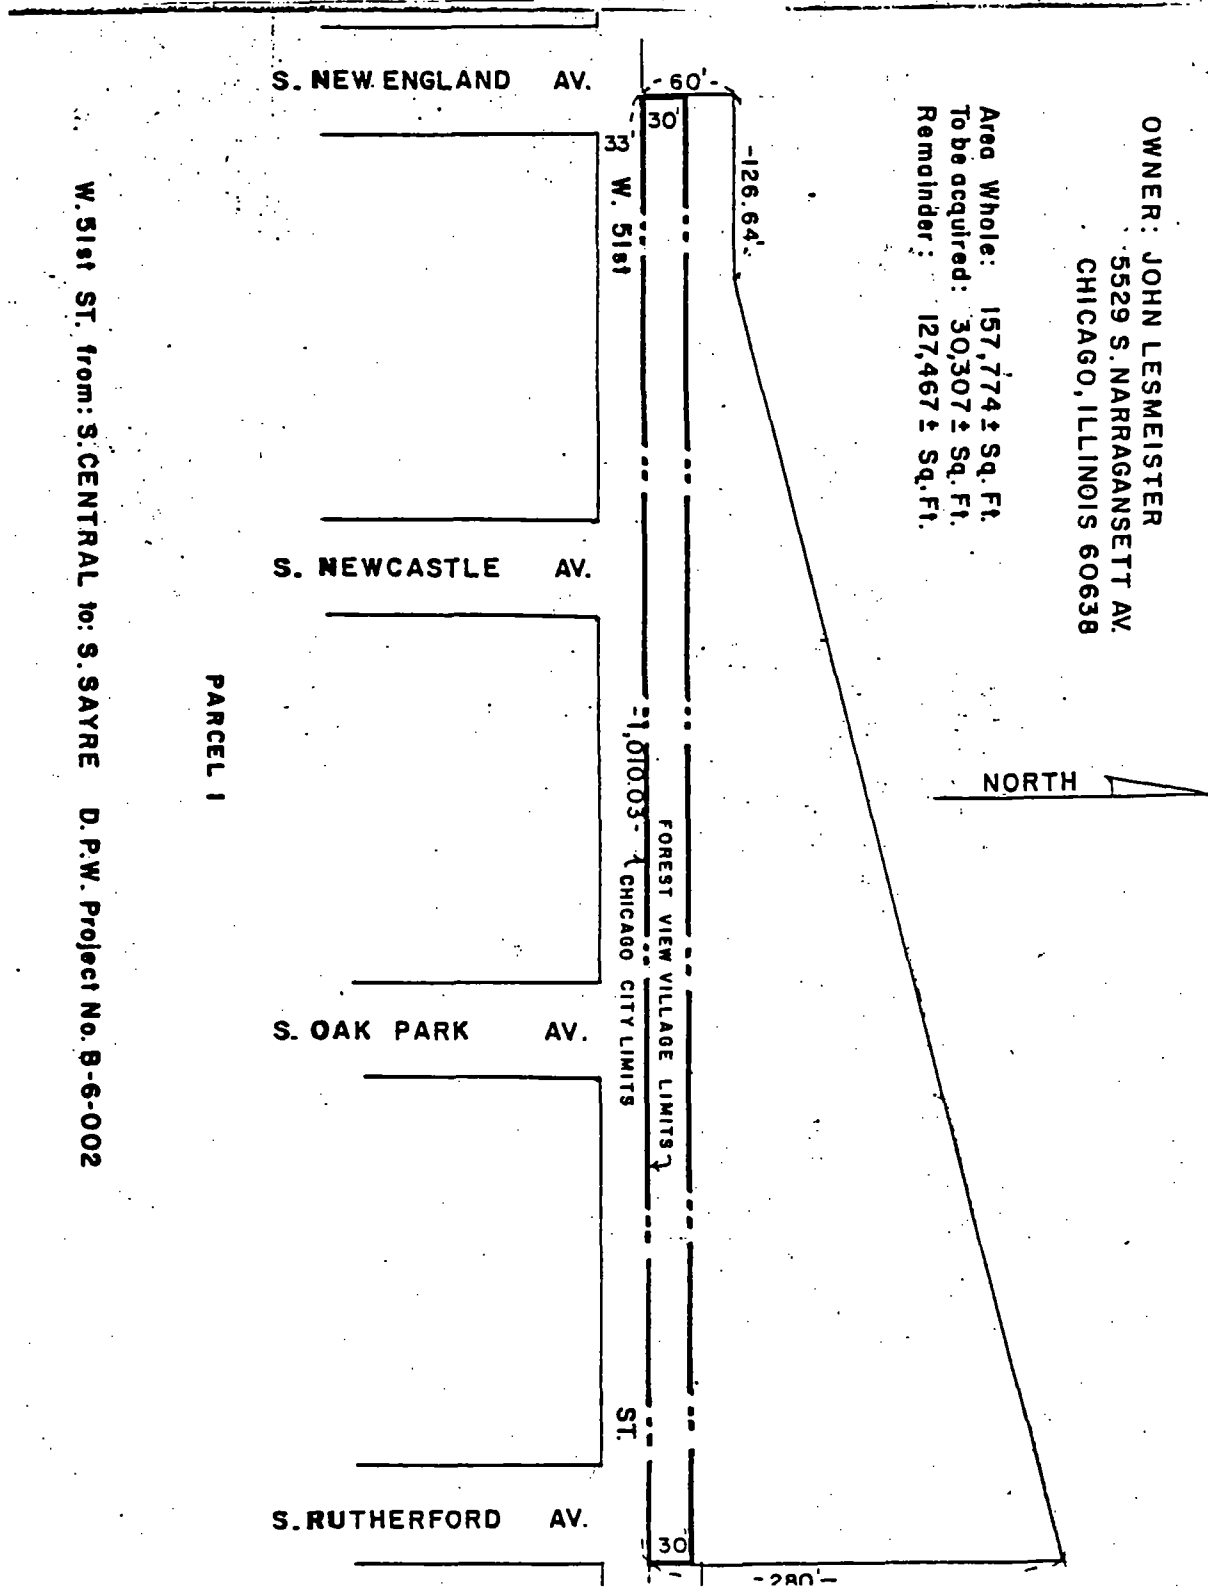 OWNER: JOHN LESMEISTER
5529 S. NARRAGANSETT AV.
CHICAGO, ILLINOIS 60638
Area Whole: 157,774 ± Sq. Ft.
To be acquired: 30,307 ± Sq. Ft.
Remainder: 127,467 ± Sq. Ft.
NORTH
-60'-
30'
33'
-126.64'-
S. NEW ENGLAND AV.
W. 51st
S. NEWCASTLE AV.
-1,010.03-
FOREST VIEW VILLAGE LIMITS
CHICAGO CITY LIMITS
S. OAK PARK AV.
ST.
S. RUTHERFORD AV.
30'
-280'-
PARCEL 1
W. 51st ST. from: S. CENTRAL to: S. SAYRE D.P.W. Project No. B-6-002